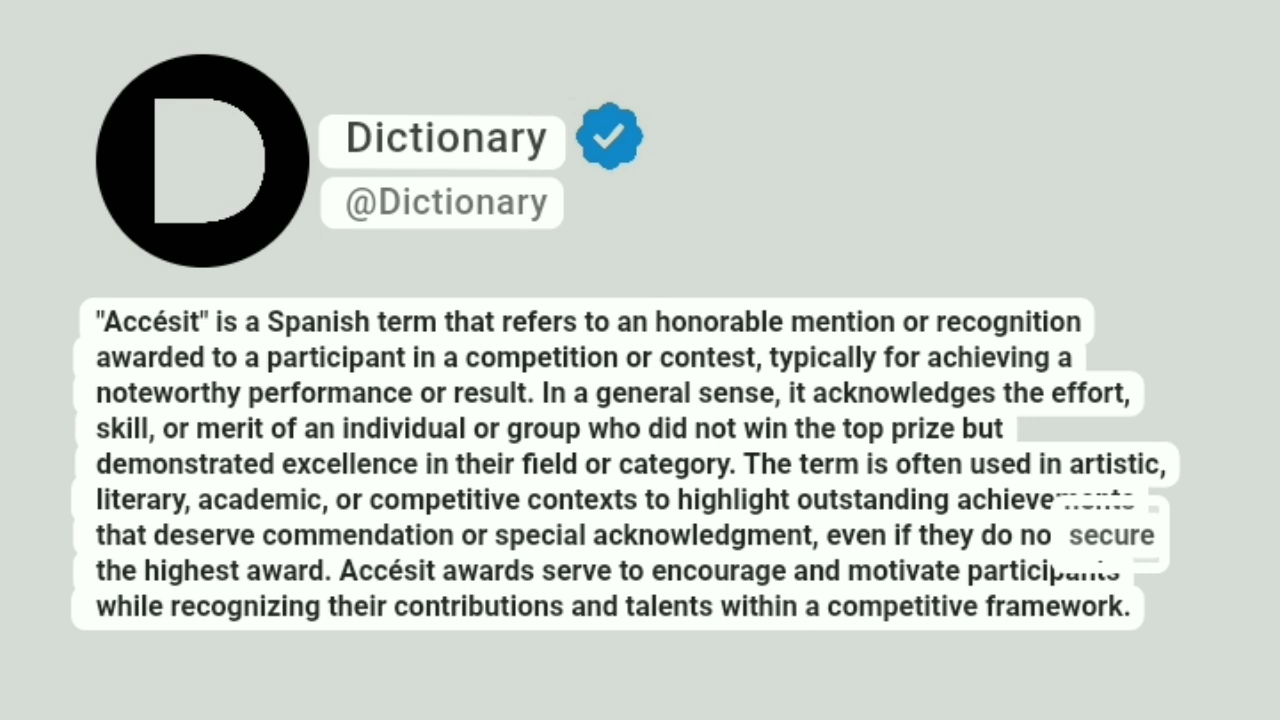 D
Dictionary
@Dictionary
"Accésit" is a Spanish term that refers to an honorable mention or recognition
awarded to a participant in a competition or contest, typically for achieving a
noteworthy performance or result. In a general sense, it acknowledges the effort,
skill, or merit of an individual or group who did not win the top prize but
demonstrated excellence in their field or category. The term is often used in artistic,
literary, academic, or competitive contexts to highlight outstanding achievements
that deserve commendation or special acknowledgment, even if they do no secure
the highest award. Accésit awards serve to encourage and motivate participants
while recognizing their contributions and talents within a competitive framework.